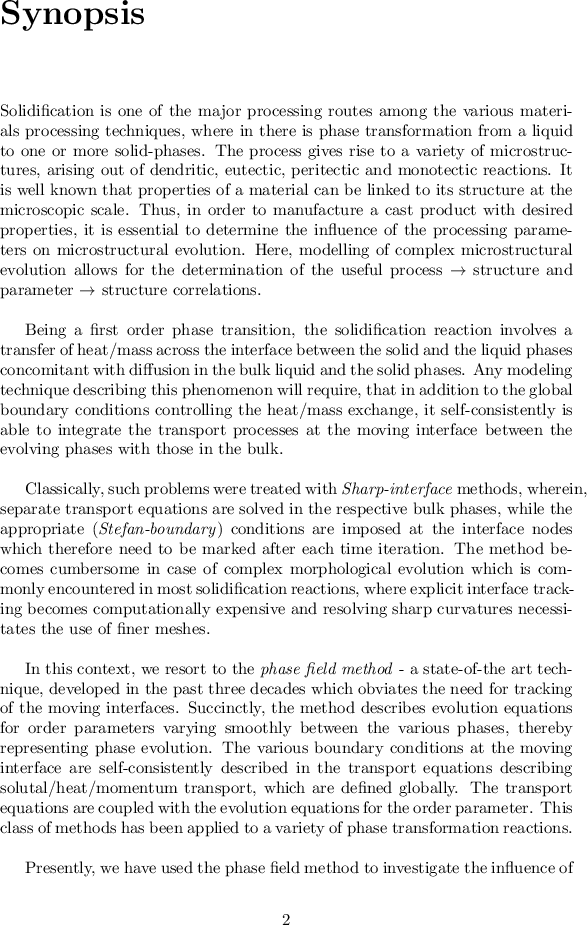 Synopsis
Solidification is one of the major processing routes among the various materi-
als processing techniques, where in there is phase transformation from a liquid
to one or more solid-phases. The process gives rise to a variety of microstruc-
tures, arising out of dendritic, eutectic, peritectic and monotectic reactions. It
is well known that properties of a material can be linked to its structure at the
microscopic scale. Thus, in order to manufacture a cast product with desired
properties, it is essential to determine the influence of the processing parame-
ters on microstructural evolution. Here, modelling of complex microstructural
evolution allows for the determination of the useful process → structure and
parameter → structure correlations.
Being a first order phase transition, the solidification reaction involves a
transfer of heat/mass across the interface between the solid and the liquid phases
concomitant with diffusion in the bulk liquid and the solid phases. Any modeling
technique describing this phenomenon will require, that in addition to the global
boundary conditions controlling the heat/mass exchange, it self-consistently is
able to integrate the transport processes at the moving interface between the
evolving phases with those in the bulk.
Classically, such problems were treated with Sharp-interface methods, wherein,
separate transport equations are solved in the respective bulk phases, while the
appropriate (Stefan-boundary) conditions are imposed at the interface nodes
which therefore need to be marked after each time iteration. The method be-
comes cumbersome in case of complex morphological evolution which is com-
monly encountered in most solidification reactions, where explicit interface track-
ing becomes computationally expensive and resolving sharp curvatures necessi-
tates the use of finer meshes.
In this context, we resort to the phase field method - a state-of-the art tech-
nique, developed in the past three decades which obviates the need for tracking
of the moving interfaces. Succinctly, the method describes evolution equations
for order parameters varying smoothly between the various phases, thereby
representing phase evolution. The various boundary conditions at the moving
interface are self-consistently described in the transport equations describing
solutal/heat/momentum transport, which are defined globally. The transport
equations are coupled with the evolution equations for the order parameter. This
class of methods has been applied to a variety of phase transformation reactions.
Presently, we have used the phase field method to investigate the influence of
2